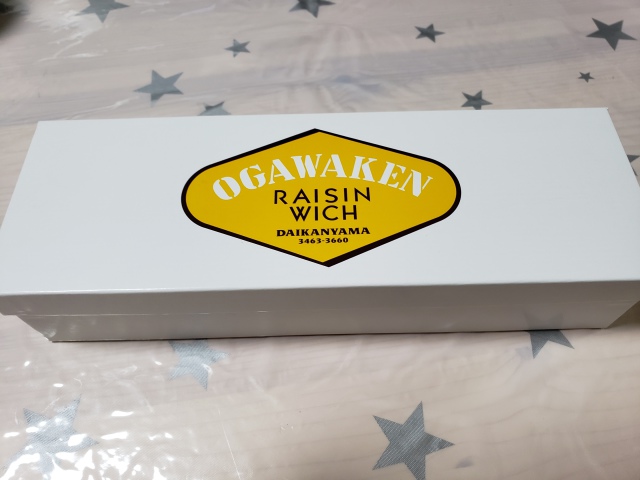 OGAWAKEN
RAISIN
WICH
DAIKANYAMA
3463-3660